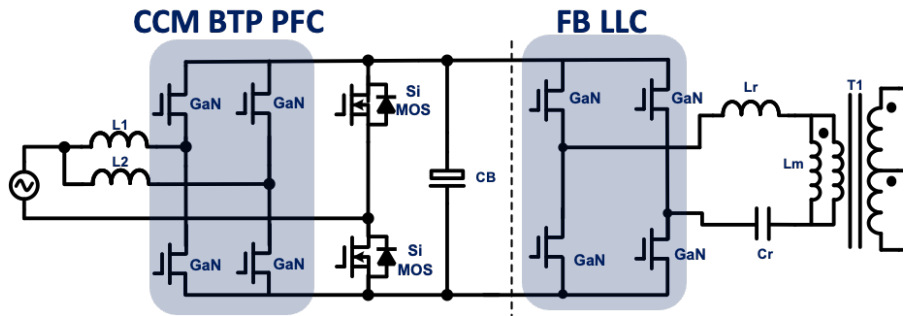 CCM BTP PFC
FB LLC
GaN
GaN
Si
MOS
GaN
GaN
L1
L2
Lr
T1
Lm
CB
Cr
GaN
GaN
Si
MOS
GaN
GaN